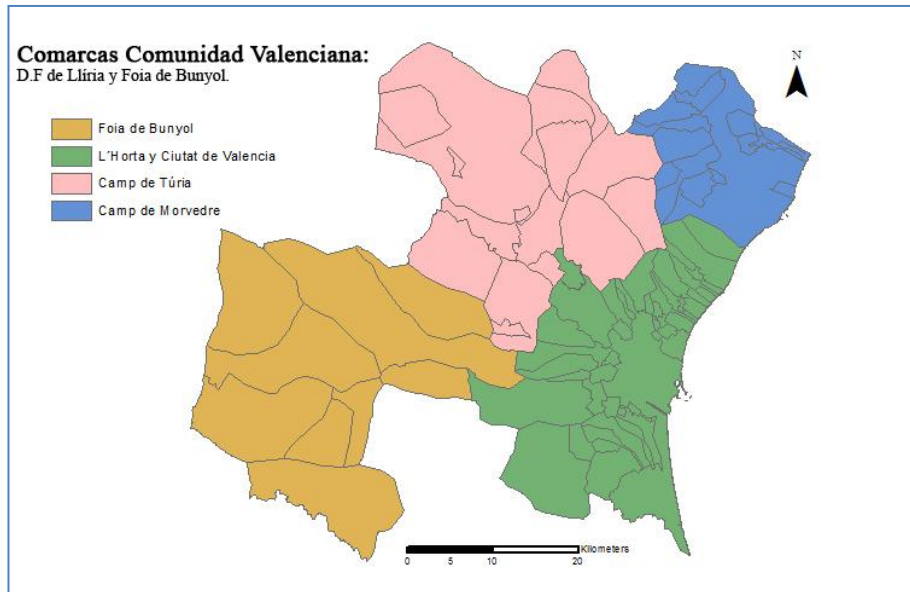 Comarcas Comunidad Valenciana:
D.F de Llíria y Foia de Bunyol.
N
Foia de Bunyol
L´Horta y Ciutat de Valencia
Camp de Túria
Camp de Morvedre
Kilometers
0 5 10 20